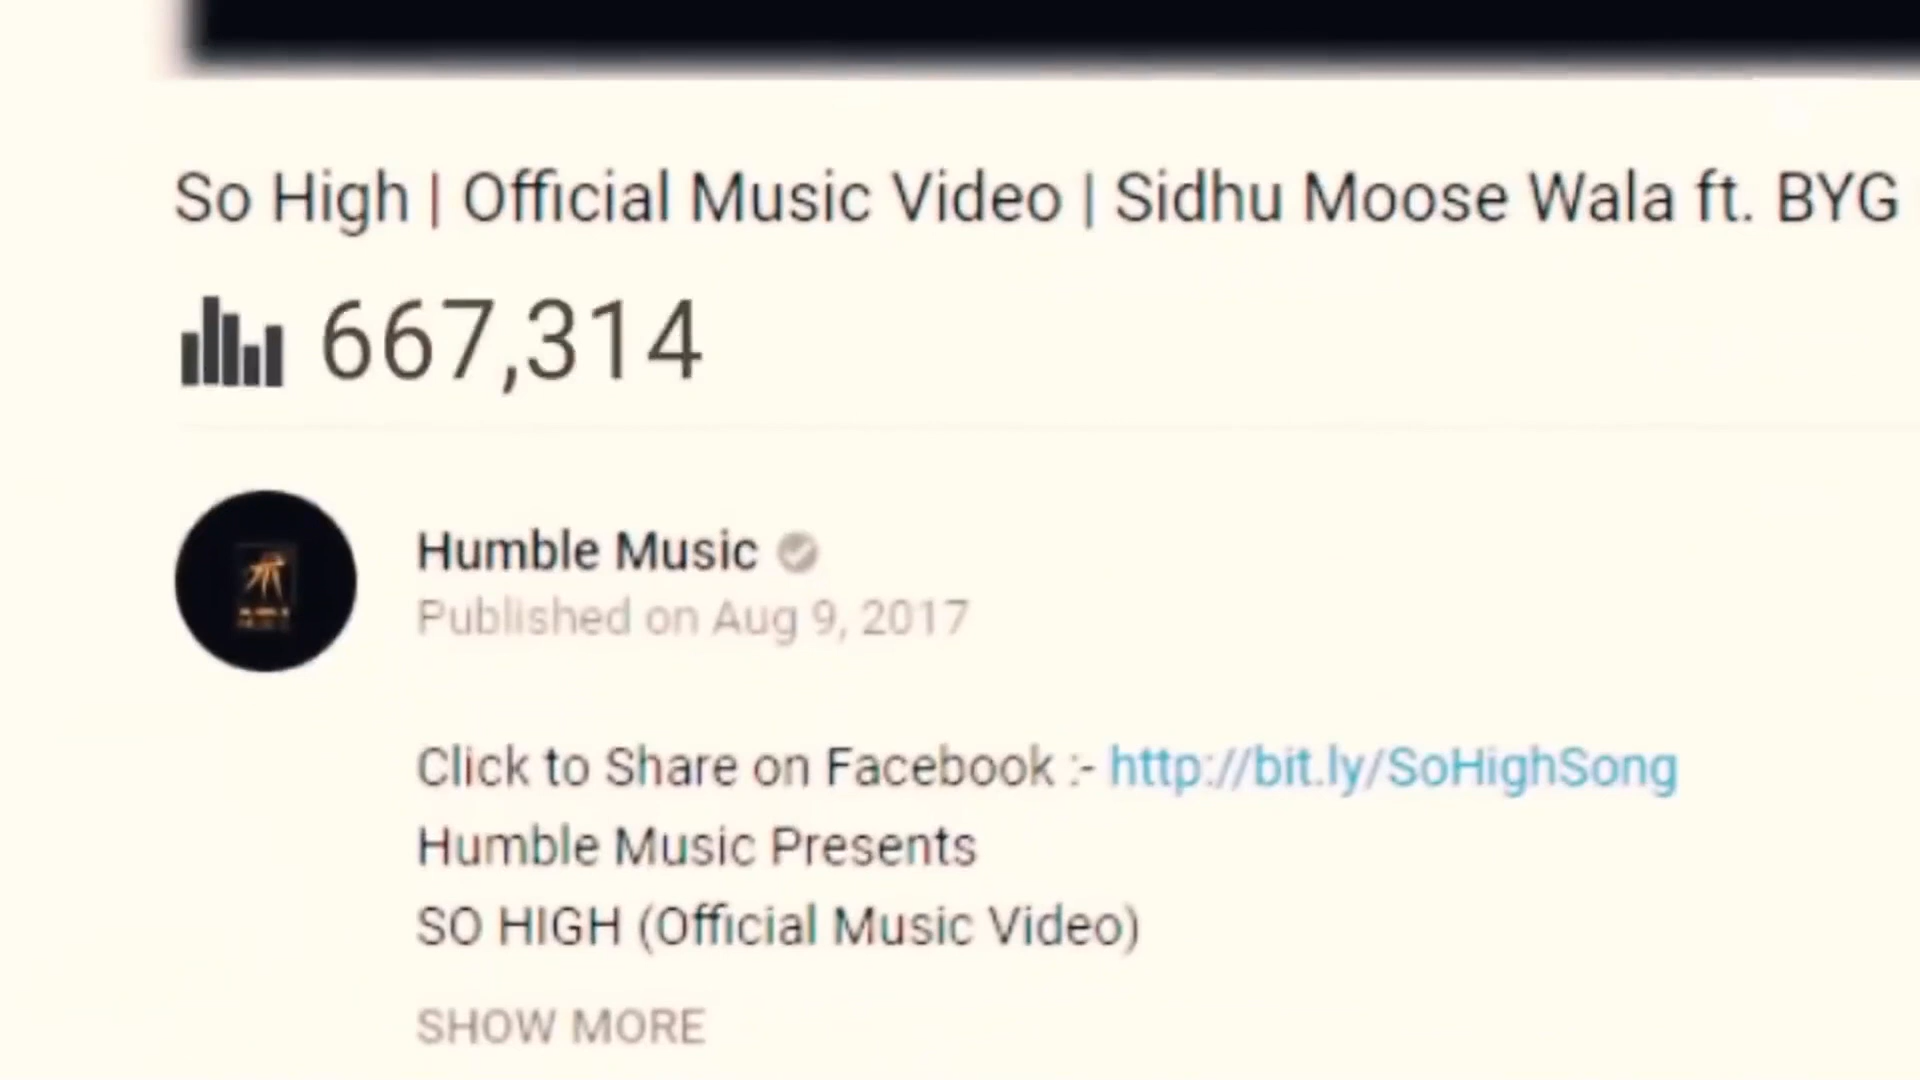 So High | Official Music Video | Sidhu Moose Wala ft. BYG
667,314
Humble Music
Published on Aug 9, 2017
Click to Share on Facebook :- http://bit.ly/SoHighSong
Humble Music Presents
SO HIGH (Official Music Video)
SHOW MORE